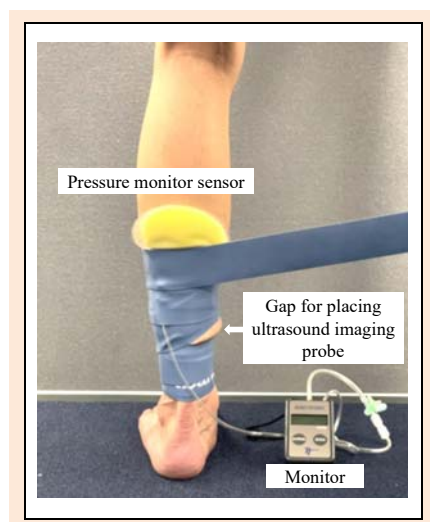 Pressure monitor sensor
Gap for placing
ultrasound imaging
probe
Monitor